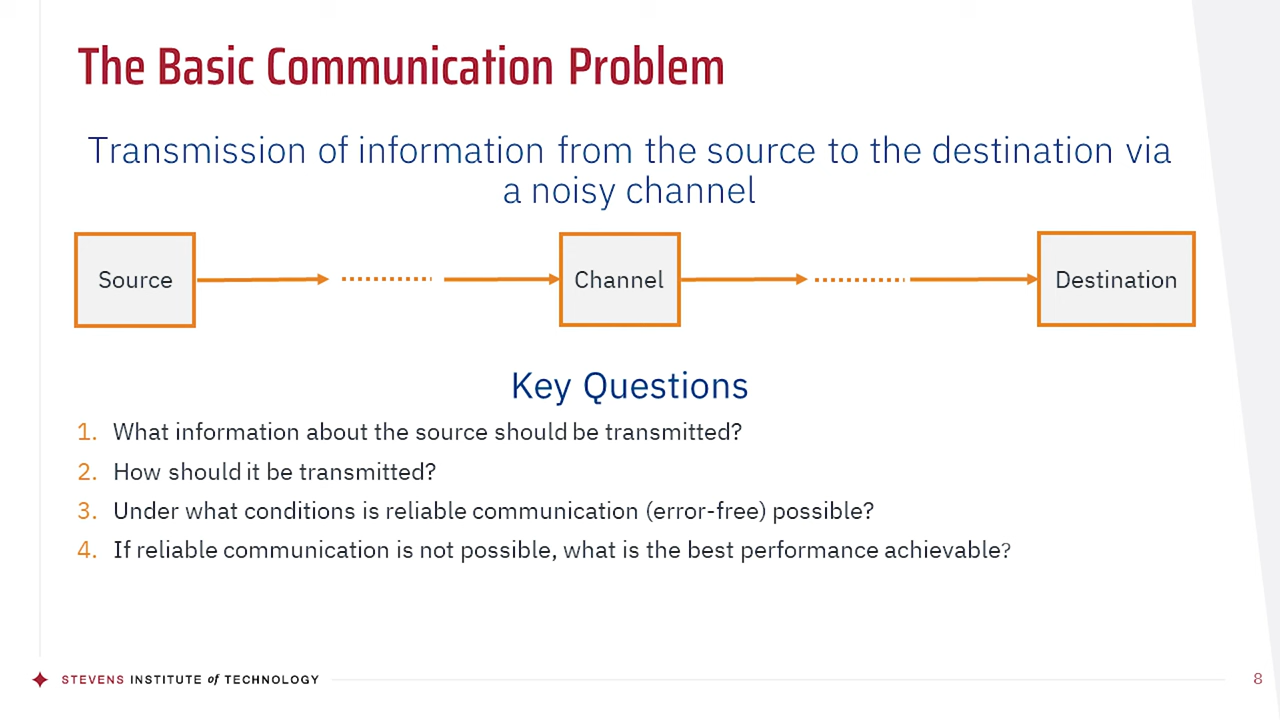 The Basic Communication Problem
Transmission of information from the source to the destination via
a noisy channel
Source
Channel
Destination
Key Questions
1. What information about the source should be transmitted?
2. How should it be transmitted?
3. Under what conditions is reliable communication (error-free) possible?
4. If reliable communication is not possible, what is the best performance achievable?
STEVENS INSTITUTE of TECHNOLOGY
8